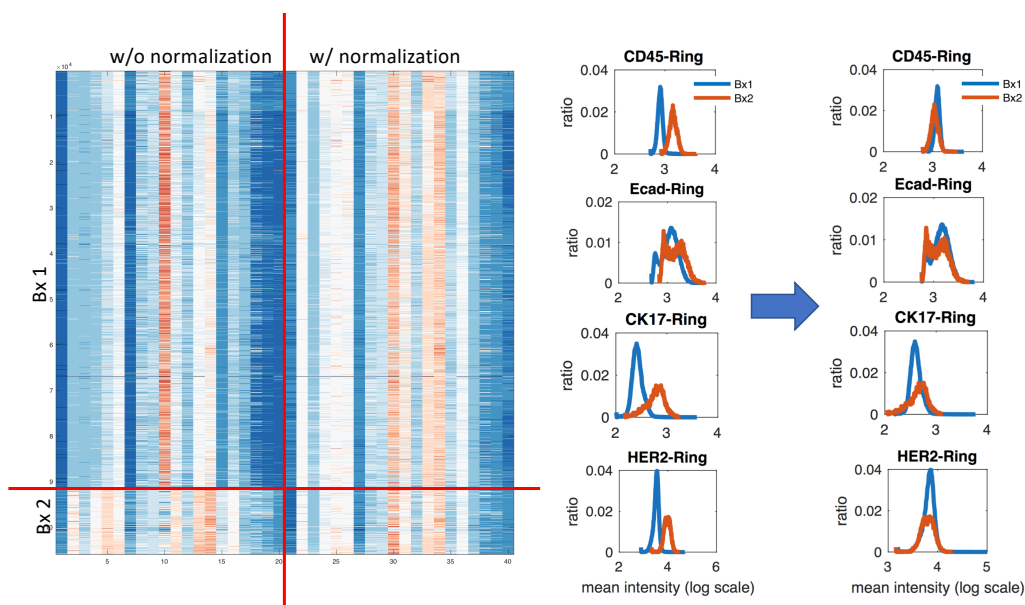 w/o normalization
w/ normalization
×10⁴
1
2
3
4
5
6
7
8
9
Bx 1
Bx 2
5
10
15
20
25
30
35
40
CD45-Ring
0.04
0.02
0
ratio
2
3
4
Bx1
Bx2
Ecad-Ring
0.02
0.01
0
ratio
2
3
4
CK17-Ring
0.04
0.02
0
ratio
2
3
4
HER2-Ring
0.04
0.02
0
ratio
2
4
6
mean intensity (log scale)
CD45-Ring
0.04
0.02
0
ratio
2
3
4
Bx1
Bx2
Ecad-Ring
0.02
0.01
0
ratio
2
3
4
CK17-Ring
0.04
0.02
0
ratio
2
3
4
HER2-Ring
0.04
0.02
0
ratio
3
4
5
mean intensity (log scale)